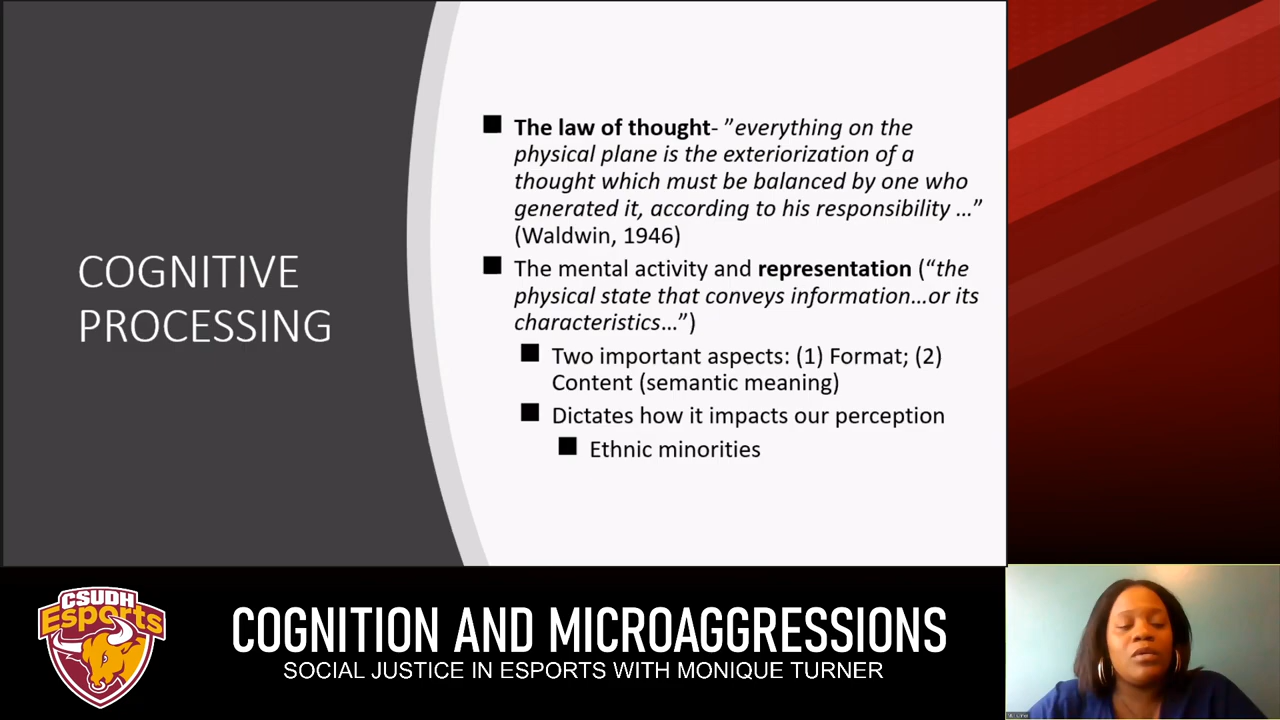 COGNITIVE
PROCESSING
The law of thought- ”everything on the
physical plane is the exteriorization of a
thought which must be balanced by one who
generated it, according to his responsibility …”
(Waldwin, 1946)
The mental activity and representation (“the
physical state that conveys information…or its
characteristics…”)
Two important aspects: (1) Format; (2)
Content (semantic meaning)
Dictates how it impacts our perception
Ethnic minorities
CSUDH
Esports
COGNITION AND MICROAGGRESSIONS
SOCIAL JUSTICE IN ESPORTS WITH MONIQUE TURNER